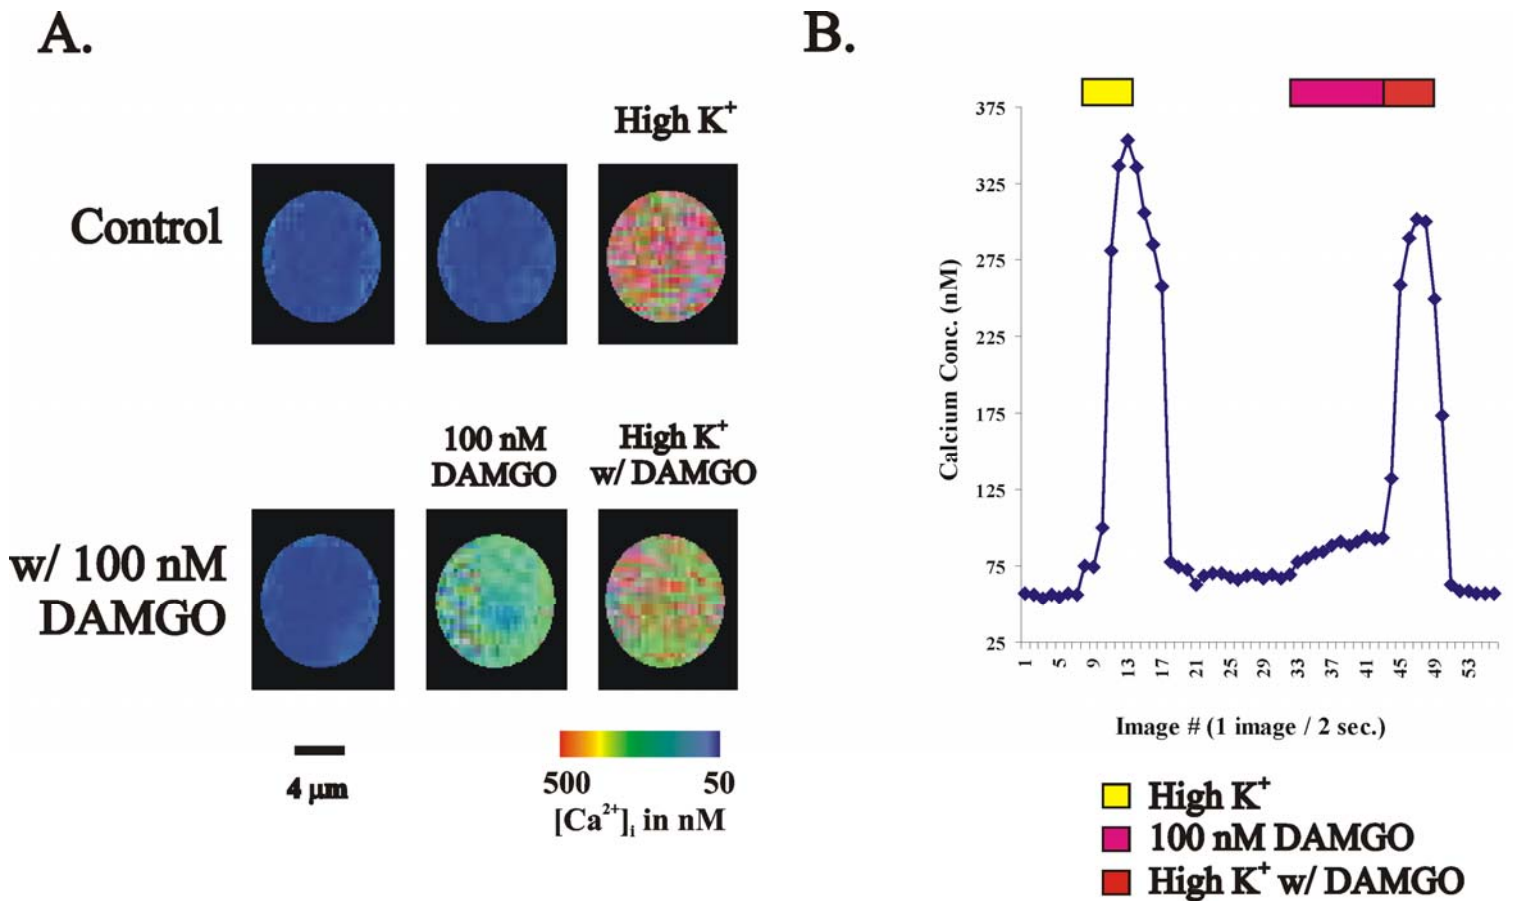 A.
High K⁺
Control
100 nM
DAMGO
High K⁺
w/ DAMGO
w/ 100 nM
DAMGO
4 μm
500
50
[Ca²⁺]ᵢ in nM
B.
375
325
275
225
175
125
75
25
Calcium Conc. (nM)
1 5 9 13 17 21 25 29 33 37 41 45 49 53
Image # (1 image / 2 sec.)
High K⁺
100 nM DAMGO
High K⁺ w/ DAMGO